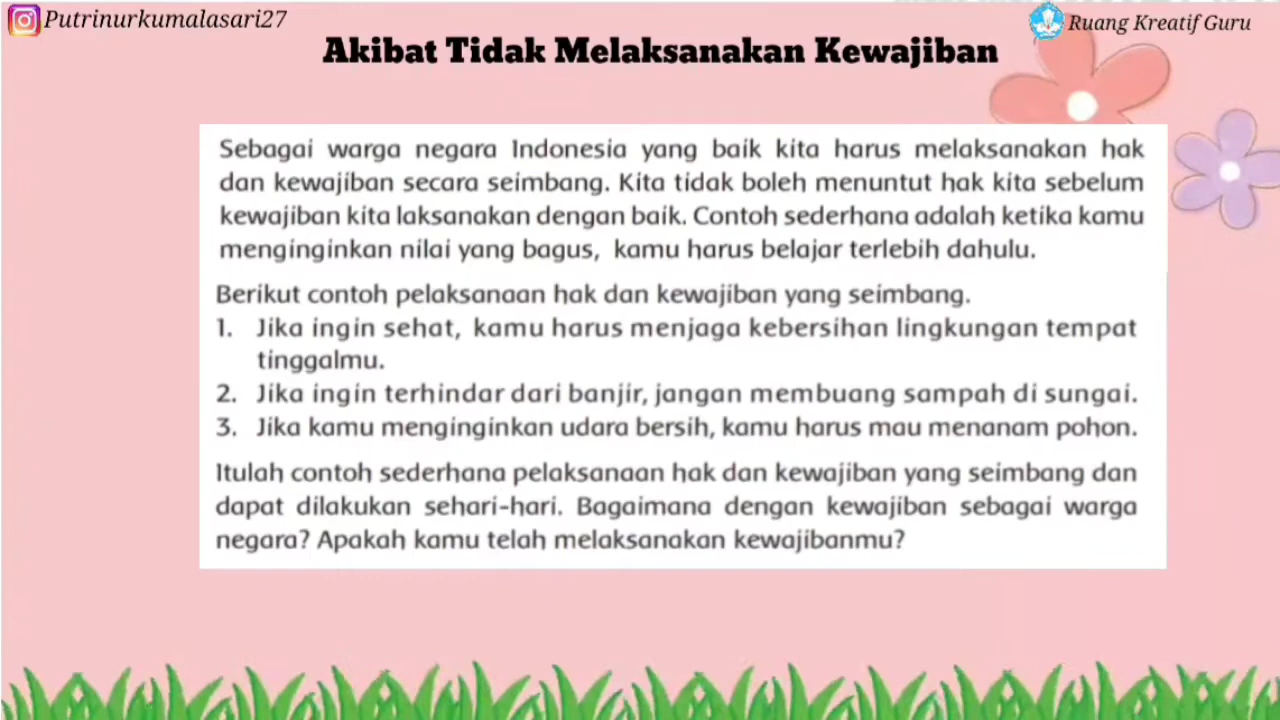 Putrinurkumalasari27
Ruang Kreatif Guru
Akibat Tidak Melaksanakan Kewajiban
Sebagai warga negara Indonesia yang baik kita harus melaksanakan hak
dan kewajiban secara seimbang. Kita tidak boleh menuntut hak kita sebelum
kewajiban kita laksanakan dengan baik. Contoh sederhana adalah ketika kamu
menginginkan nilai yang bagus, kamu harus belajar terlebih dahulu.
Berikut contoh pelaksanaan hak dan kewajiban yang seimbang.
1. Jika ingin sehat, kamu harus menjaga kebersihan lingkungan tempat
tinggalmu.
2. Jika ingin terhindar dari banjir, jangan membuang sampah di sungai.
3. Jika kamu menginginkan udara bersih, kamu harus mau menanam pohon.
Itulah contoh sederhana pelaksanaan hak dan kewajiban yang seimbang dan
dapat dilakukan sehari-hari. Bagaimana dengan kewajiban sebagai warga
negara? Apakah kamu telah melaksanakan kewajibanmu?